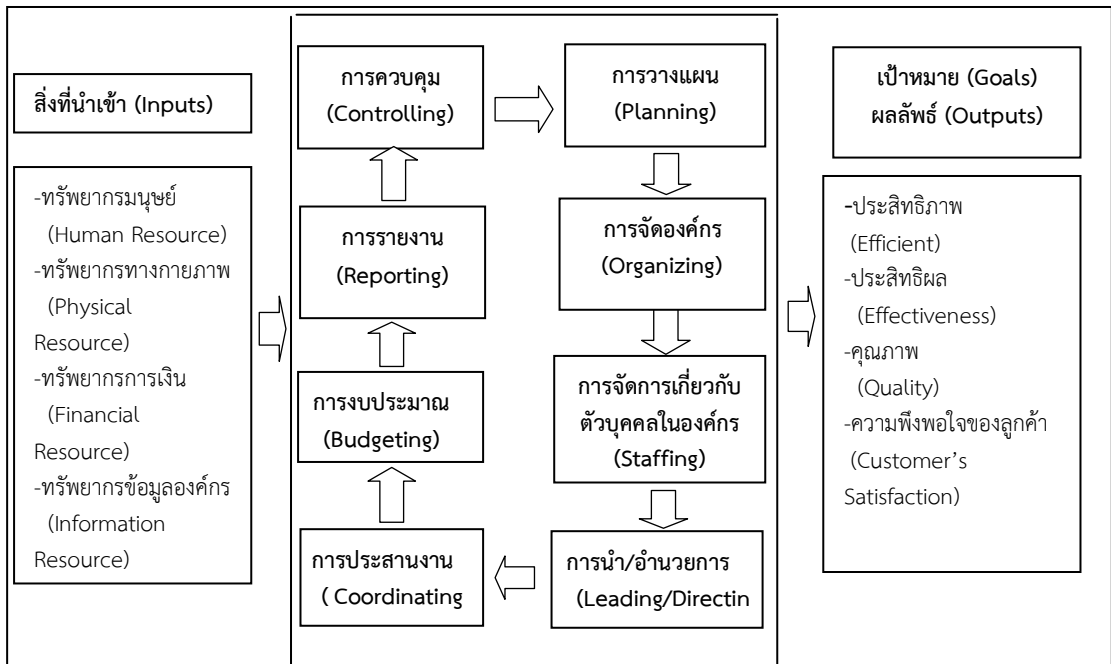 สิ่งที่นำเข้า (Inputs)
-ทรัพยากรมนุษย์
(Human Resource)
-ทรัพยากรทางกายภาพ
(Physical
Resource)
-ทรัพยากรการเงิน
(Financial
Resource)
-ทรัพยากรข้อมูลองค์กร
(Information
Resource)
การควบคุม
(Controlling)
การวางแผน
(Planning)
การรายงาน
(Reporting)
การจัดองค์กร
(Organizing)
การงบประมาณ
(Budgeting)
การจัดการเกี่ยวกับ
ตัวบุคคลในองค์กร
(Staffing)
การประสานงาน
( Coordinating
การนำ/อำนวยการ
(Leading/Directin
เป้าหมาย (Goals)
ผลลัพธ์ (Outputs)
-ประสิทธิภาพ
(Efficient)
-ประสิทธิผล
(Effectiveness)
-คุณภาพ
(Quality)
-ความพึงพอใจของลูกค้า
(Customer’s
Satisfaction)